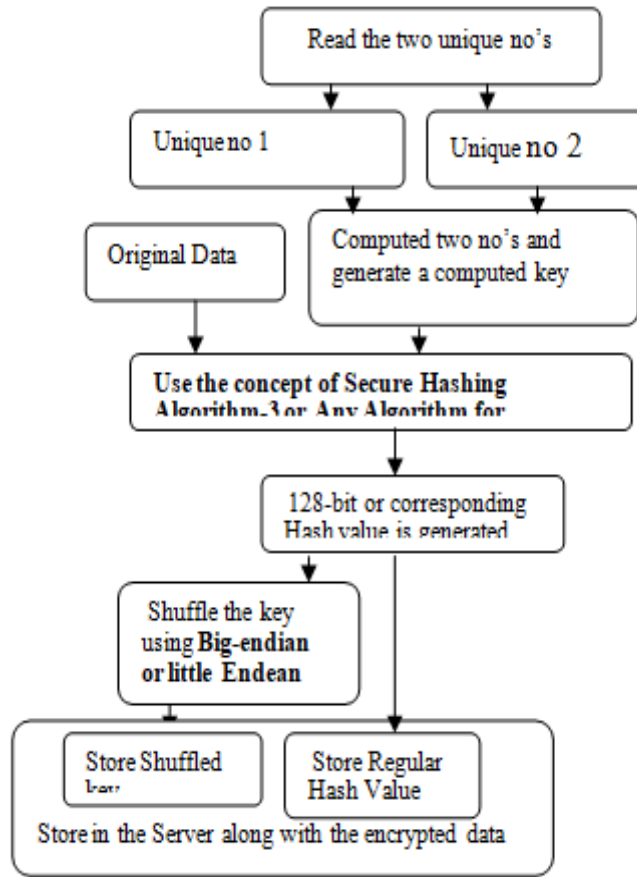 Read the two unique no's
Unique no 1
Unique no 2
Original Data
Computed two no's and
generate a computed key
Use the concept of Secure Hashing
Algorithm-3 or Any Algorithm for
128-bit or corresponding
Hash value is generated
Shuffle the key
using Big-endian
or little Endean
Store Shuffled
key
Store Regular
Hash Value
Store in the Server along with the encrypted data